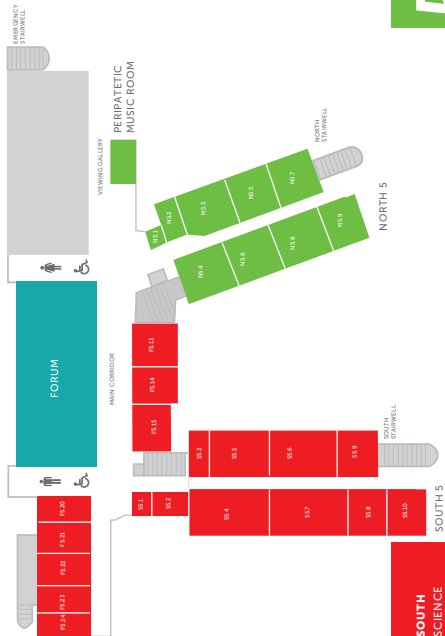 EMERGENCY
STAIRWELL
PERIPATETIC
MUSIC ROOM
VIEWING GALLERY
NORTH
STAIRWELL
N5.1
N5.2
N5.3
N5.5
N5.7
N5.4
N5.6
N5.8
N5.9
NORTH 5
FORUM
MAIN CORRIDOR
F5.13
F5.14
F5.15
S5.3
S5.5
S5.6
S5.9
SOUTH
STAIRWELL
S5.1
S5.2
S5.4
S5.7
S5.8
S5.10
SOUTH 5
F5.20
F5.21
F5.22
F5.23
F5.24
SOUTH
SCIENCE